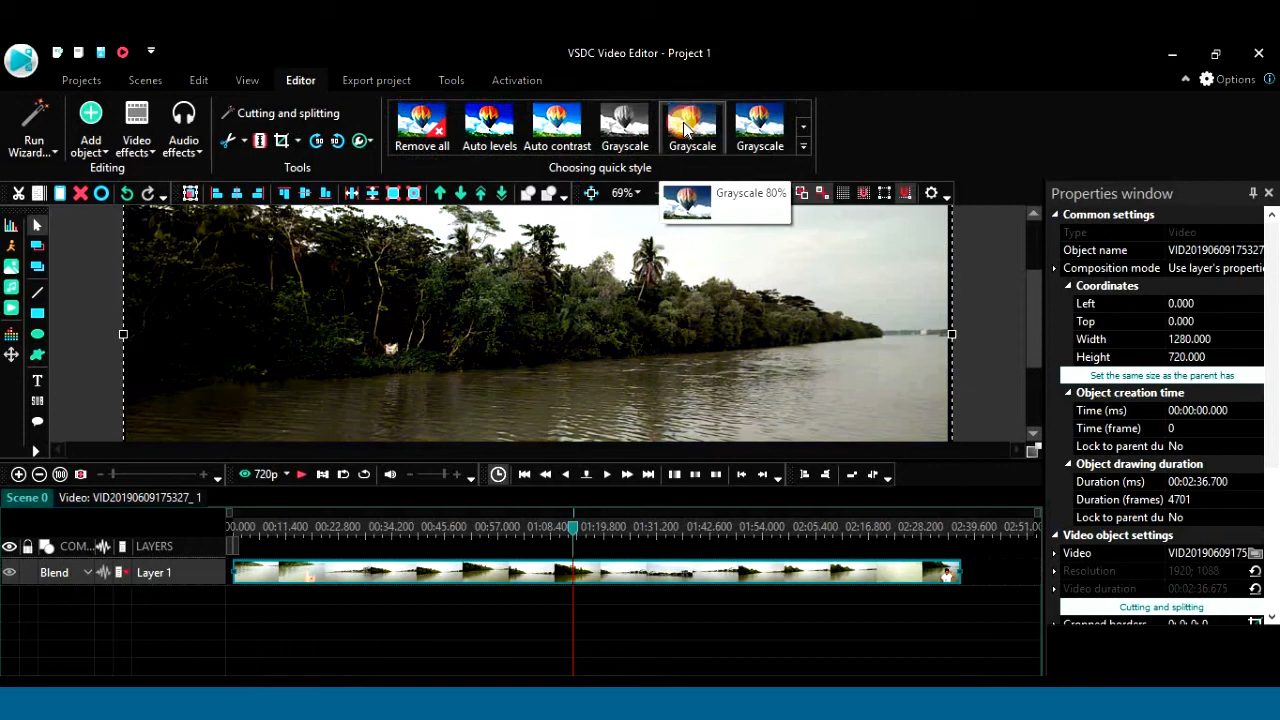 VSDC Video Editor - Project 1
Projects
Scenes
Edit
View
Editor
Export project
Tools
Activation
Options
Run
Wizard...
Add
object
Video
effects
Audio
effects
Editing
Cutting and splitting
Tools
Remove all
Auto levels
Auto contrast
Grayscale
Grayscale
Grayscale
Choosing quick style
69%
Grayscale 80%
Properties window
Common settings
Type Video
Object name VID20190609175327
Composition mode Use layer's properti
Coordinates
Left 0.000
Top 0.000
Width 1280.000
Height 720.000
Set the same size as the parent has
Object creation time
Time (ms) 00:00:00.000
Time (frame) 0
Lock to parent du No
Object drawing duration
Duration (ms) 00:02:36.700
Duration (frames) 4701
Lock to parent du No
Video object settings
Video VID20190609175
Resolution 1920; 1088
Video duration 00:02:36.675
Cutting and splitting
Cropped borders 0; 0; 0; 0
720p
Scene 0
Video: VID20190609175327_ 1
0.000 00:11.400 00:22.800 00:34.200 00:45.600 00:57.000 01:08.400 01:19.800 01:31.200 01:42.600 01:54.000 02:05.400 02:16.800 02:28.200 02:39.600 02:51.0
COM... LAYERS
Blend Layer 1